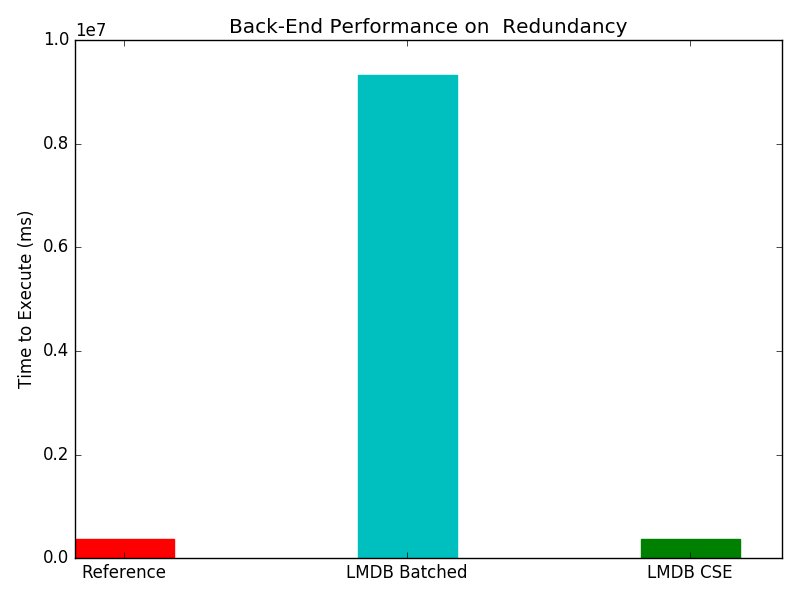 Back-End Performance on  Redundancy
1e7
1.0
0.8
0.6
0.4
0.2
0.0
Time to Execute (ms)
Reference
LMDB Batched
LMDB CSE